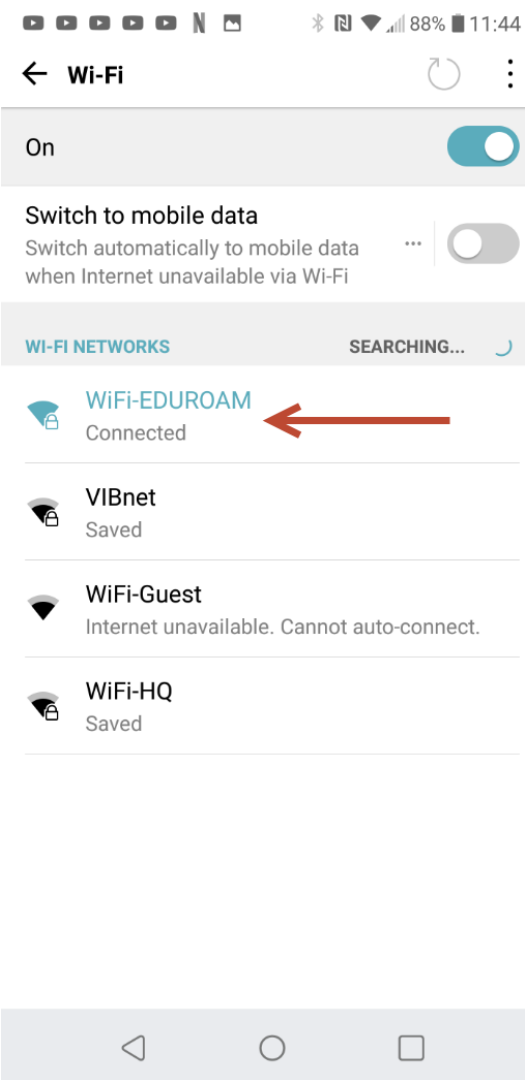 88% 11:44
Wi-Fi
On
Switch to mobile data
Switch automatically to mobile data
when Internet unavailable via Wi-Fi
WI-FI NETWORKS SEARCHING...
WiFi-EDUROAM
Connected
VIBnet
Saved
WiFi-Guest
Internet unavailable. Cannot auto-connect.
WiFi-HQ
Saved